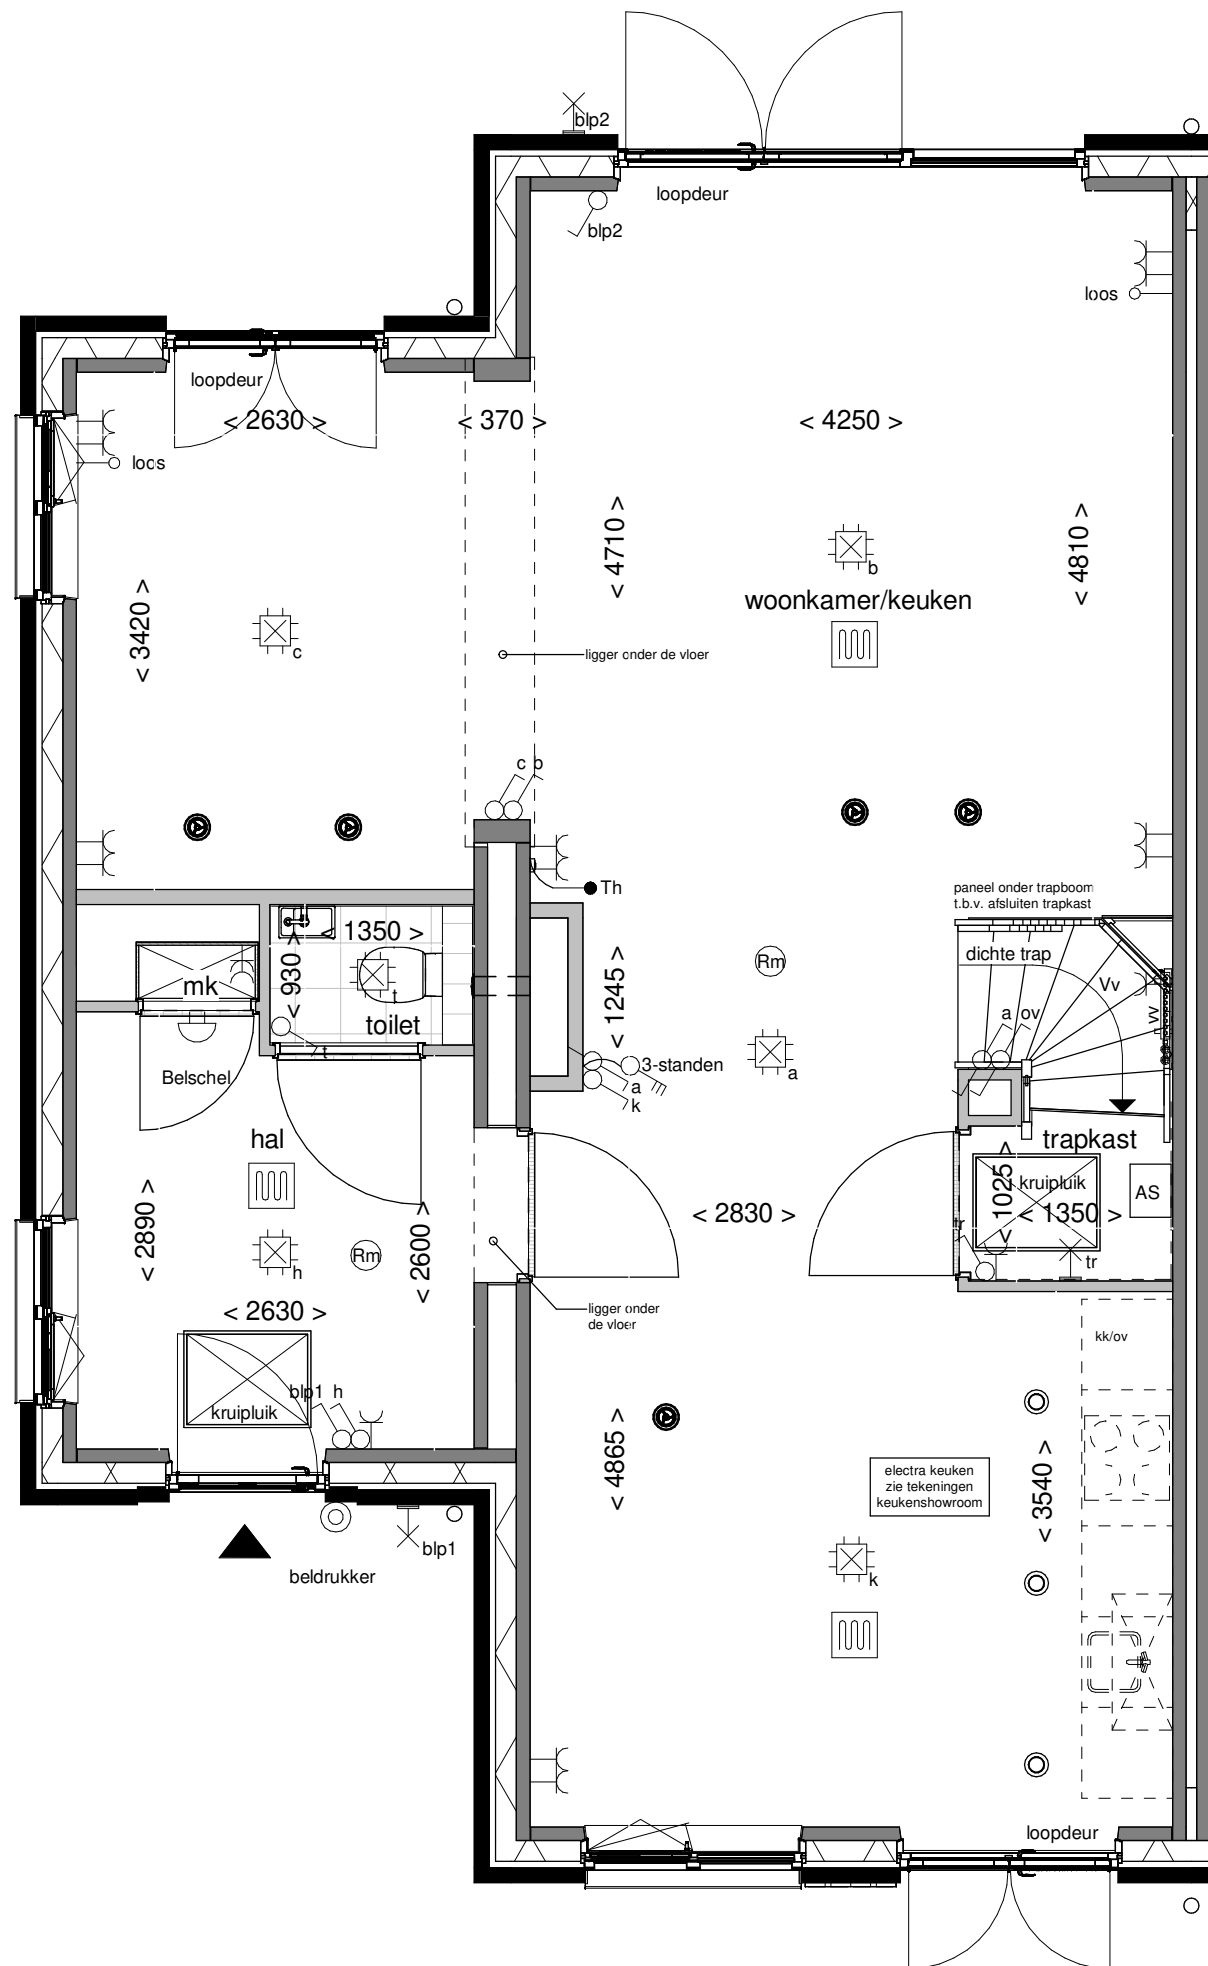 blp2
loopdeur
blp2
loos
loopdeur
< 2630 >
< 370 >
< 4250 >
loos
< 4710 >
< 4810 >
b
woonkamer/keuken
< 3420 >
c
ligger onder de vloer
c b
Th
paneel onder trapboom
t.b.v. afsluiten trapkast
< 1350 >
< 930 >
mk
t
toilet
t
< 1245 >
Rm
dichte trap
Vv
vv
a ov
3-standen
a
k
a
Belschel
hal
trapkast
kruipluik
AS
< 1025 >
< 1350 >
tr
tr
< 2890 >
h
Rm
< 2600 >
< 2830 >
< 2630 >
ligger onder
de vloer
kk/ov
blp1 h
kruipluik
< 4865 >
electra keuken
zie tekeningen
keukenshowroom
< 3540 >
blp1
beldrukker
k
loopdeur